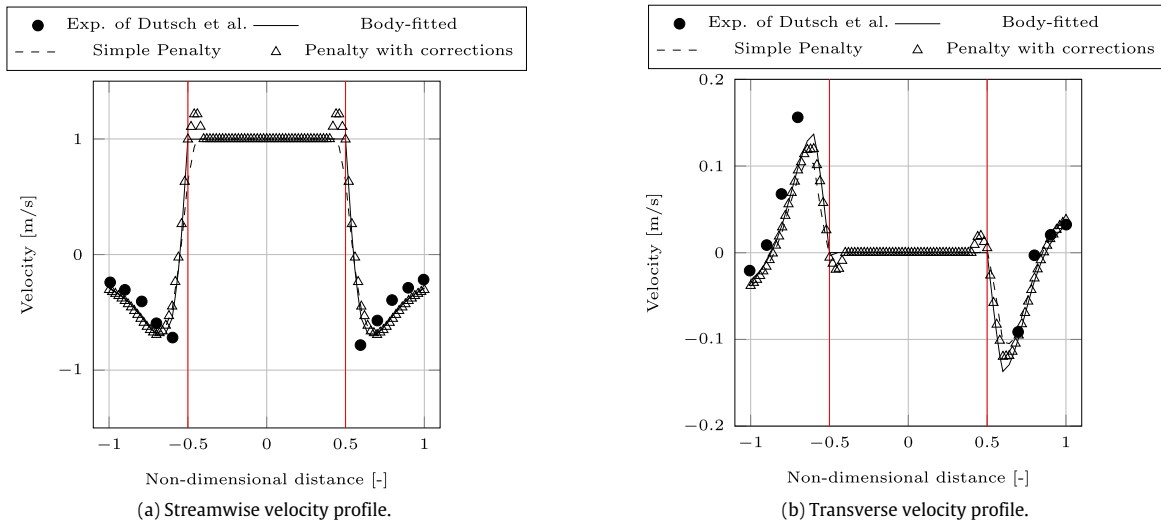 Exp. of Dutsch et al. Body-fitted
Simple Penalty Penalty with corrections
1
0
−1
Velocity [m/s]
−1 −0.5 0 0.5 1
Non-dimensional distance [-]
(a) Streamwise velocity profile.
Exp. of Dutsch et al. Body-fitted
Simple Penalty Penalty with corrections
0.2
0.1
0
−0.1
−0.2
Velocity [m/s]
−1 −0.5 0 0.5 1
Non-dimensional distance [-]
(b) Transverse velocity profile.